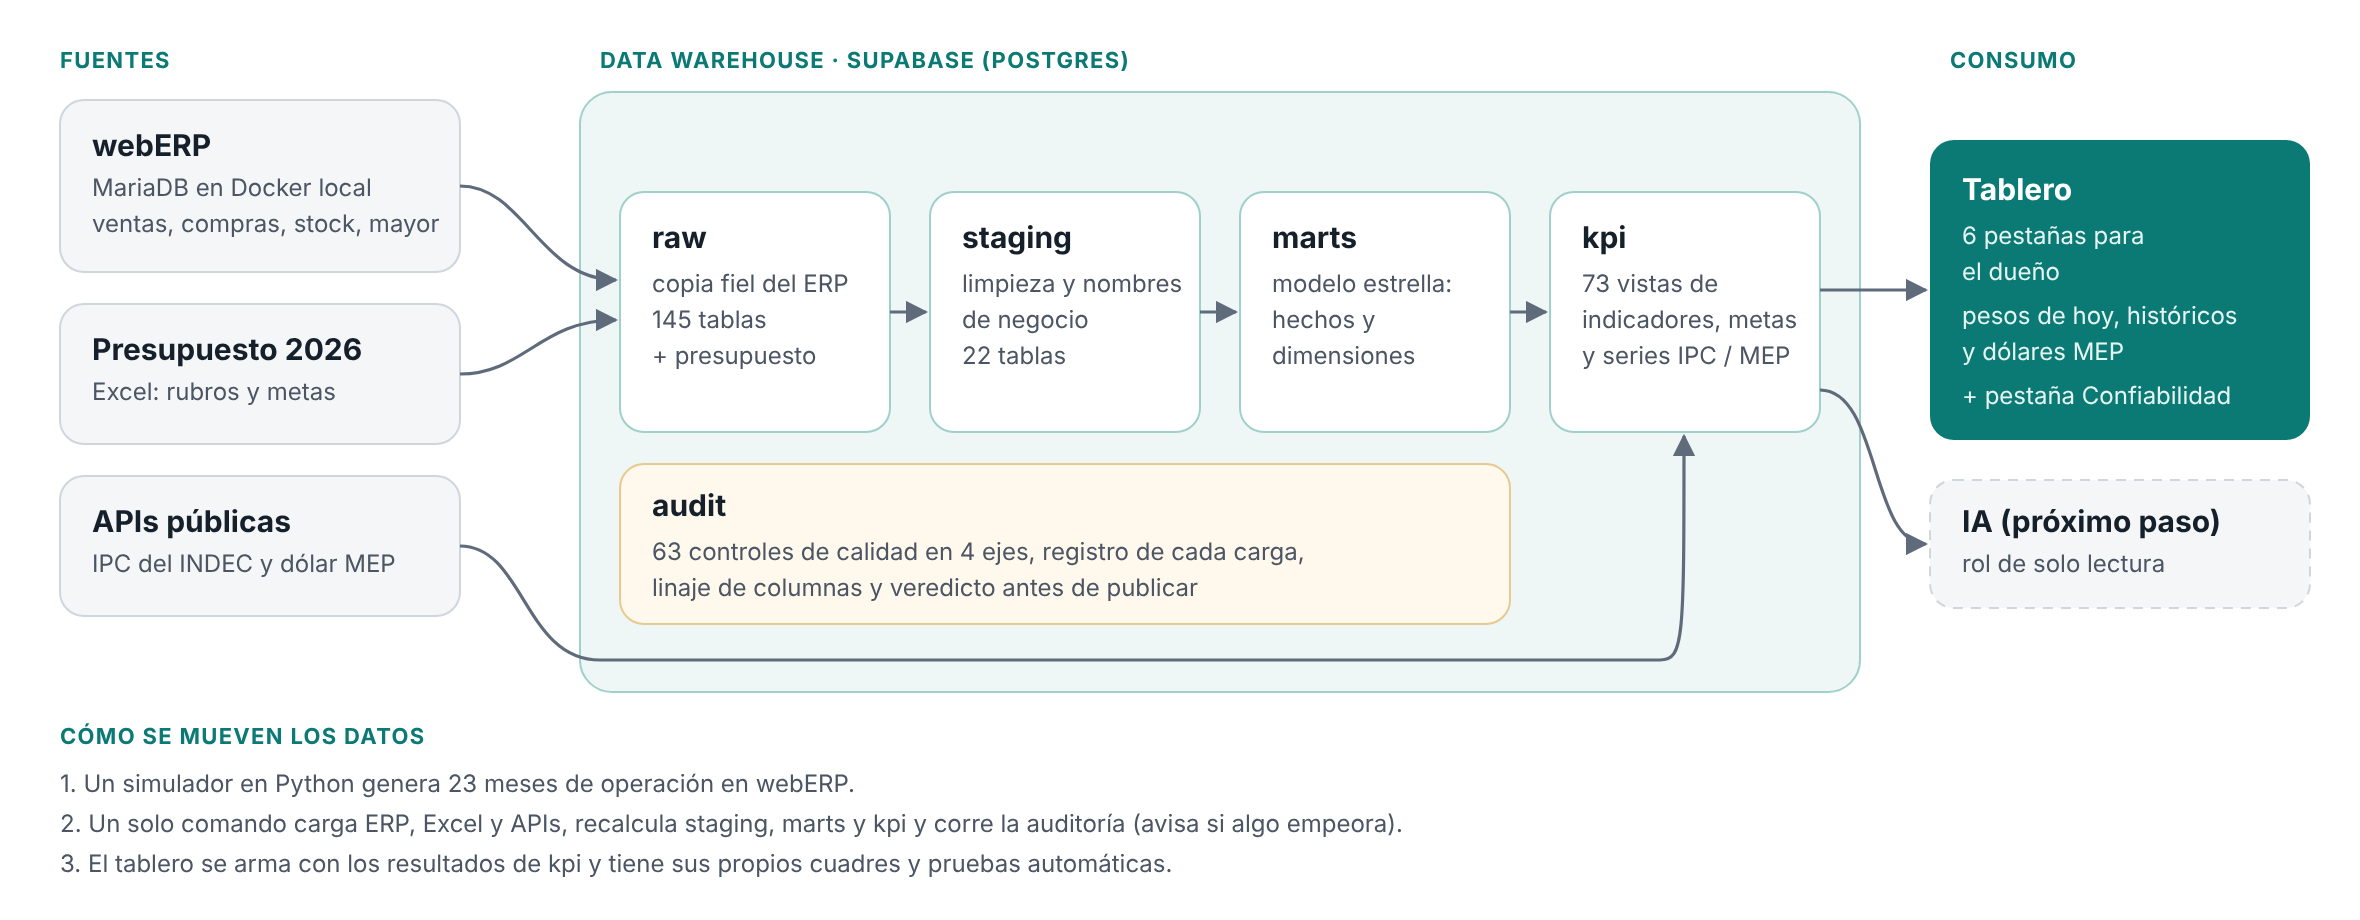 FUENTES
webERP
MariaDB en Docker local
ventas, compras, stock, mayor
Presupuesto 2026
Excel: rubros y metas
APIs públicas
IPC del INDEC y dólar MEP
DATA WAREHOUSE · SUPABASE (POSTGRES)
raw
copia fiel del ERP
145 tablas
+ presupuesto
staging
limpieza y nombres
de negocio
22 tablas
marts
modelo estrella:
hechos y
dimensiones
kpi
73 vistas de
indicadores, metas
y series IPC / MEP
audit
63 controles de calidad en 4 ejes, registro de cada carga,
linaje de columnas y veredicto antes de publicar
CONSUMO
Tablero
6 pestañas para
el dueño
pesos de hoy, históricos
y dólares MEP
+ pestaña Confiabilidad
IA (próximo paso)
rol de solo lectura
CÓMO SE MUEVEN LOS DATOS
1. Un simulador en Python genera 23 meses de operación en webERP.
2. Un solo comando carga ERP, Excel y APIs, recalcula staging, marts y kpi y corre la auditoría (avisa si algo empeora).
3. El tablero se arma con los resultados de kpi y tiene sus propios cuadres y pruebas automáticas.